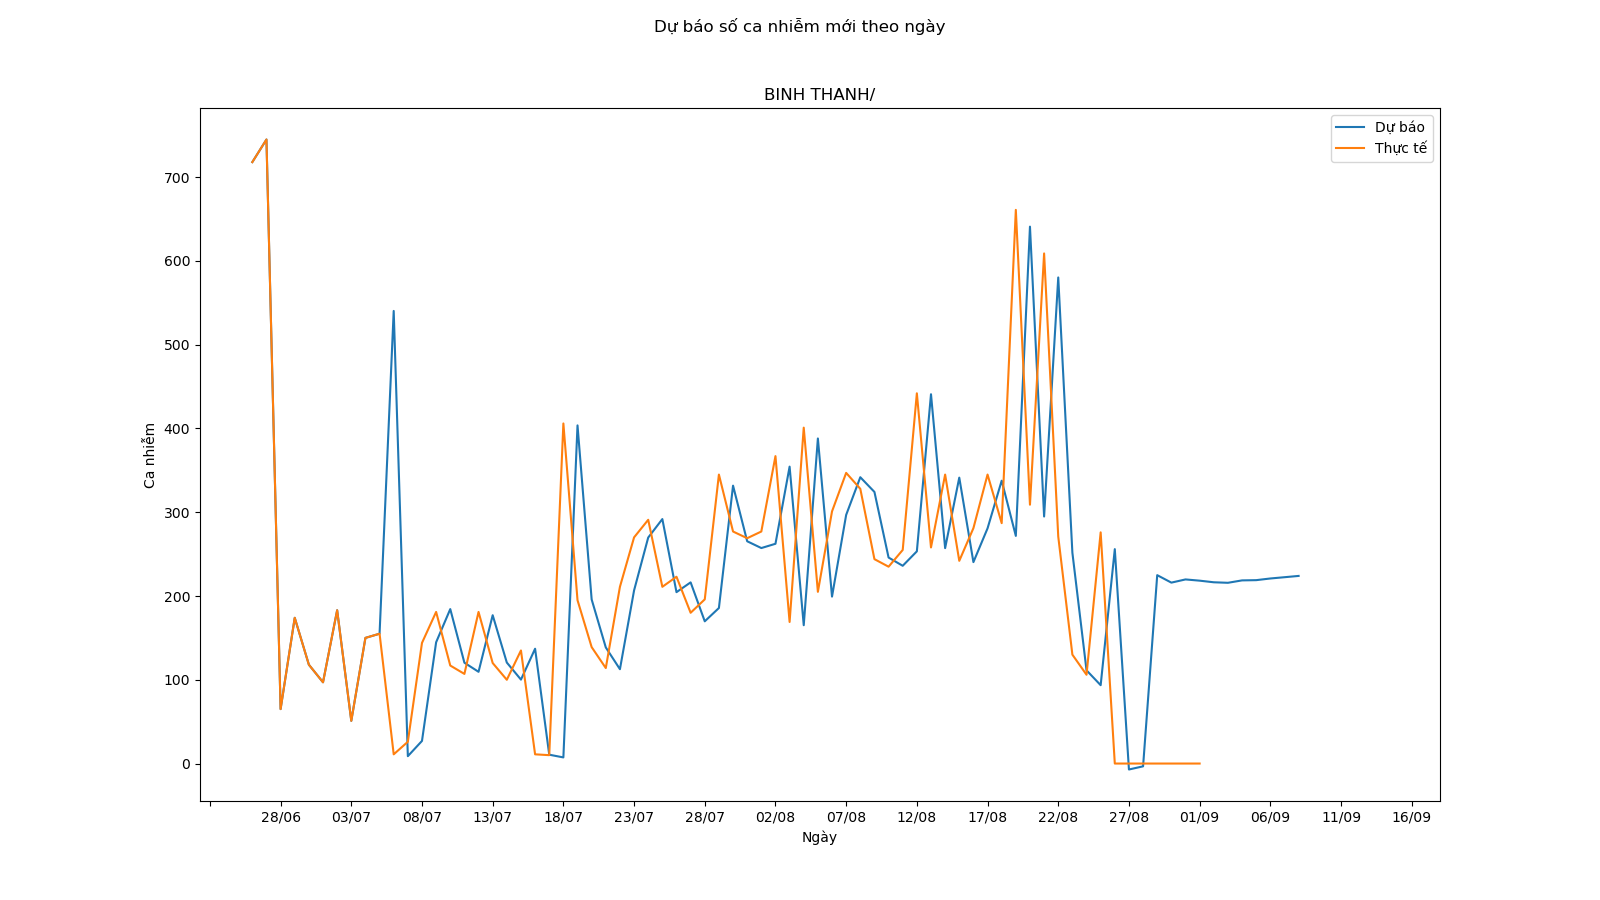 Dự báo số ca nhiễm mới theo ngày
BINH THANH/
Dự báo
Thực tế
700
600
500
400
300
200
100
0
Ca nhiễm
28/06 03/07 08/07 13/07 18/07 23/07 28/07 02/08 07/08 12/08 17/08 22/08 27/08 01/09 06/09 11/09 16/09
Ngày